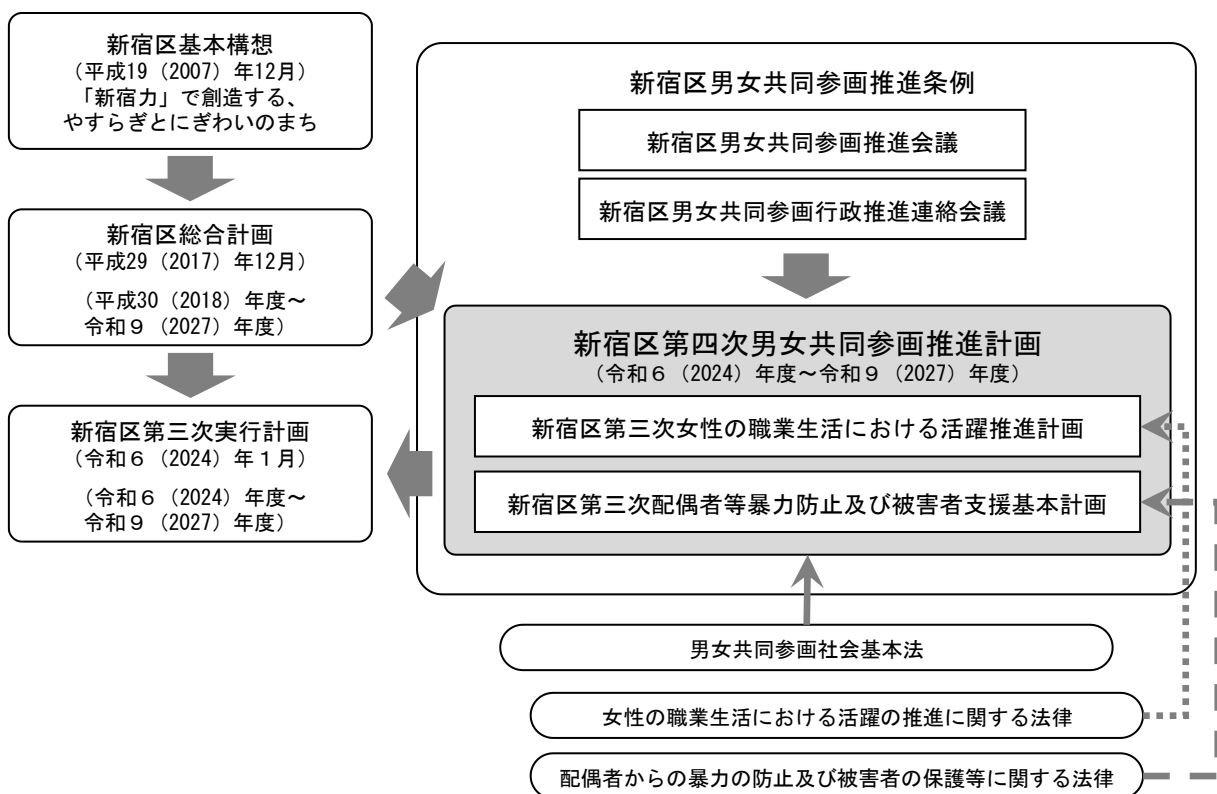 新宿区基本構想
（平成19（2007）年12月）
「新宿力」で創造する、
やすらぎとにぎわいのまち
新宿区総合計画
（平成29（2017）年12月）
（平成30（2018）年度～
令和９（2027）年度）
新宿区第三次実行計画
（令和６（2024）年１月）
（令和６（2024）年度～
令和９（2027）年度）
新宿区男女共同参画推進条例
新宿区男女共同参画推進会議
新宿区男女共同参画行政推進連絡会議
新宿区第四次男女共同参画推進計画
（令和６（2024）年度～令和９（2027）年度）
新宿区第三次女性の職業生活における活躍推進計画
新宿区第三次配偶者等暴力防止及び被害者支援基本計画
男女共同参画社会基本法
女性の職業生活における活躍の推進に関する法律
配偶者からの暴力の防止及び被害者の保護等に関する法律